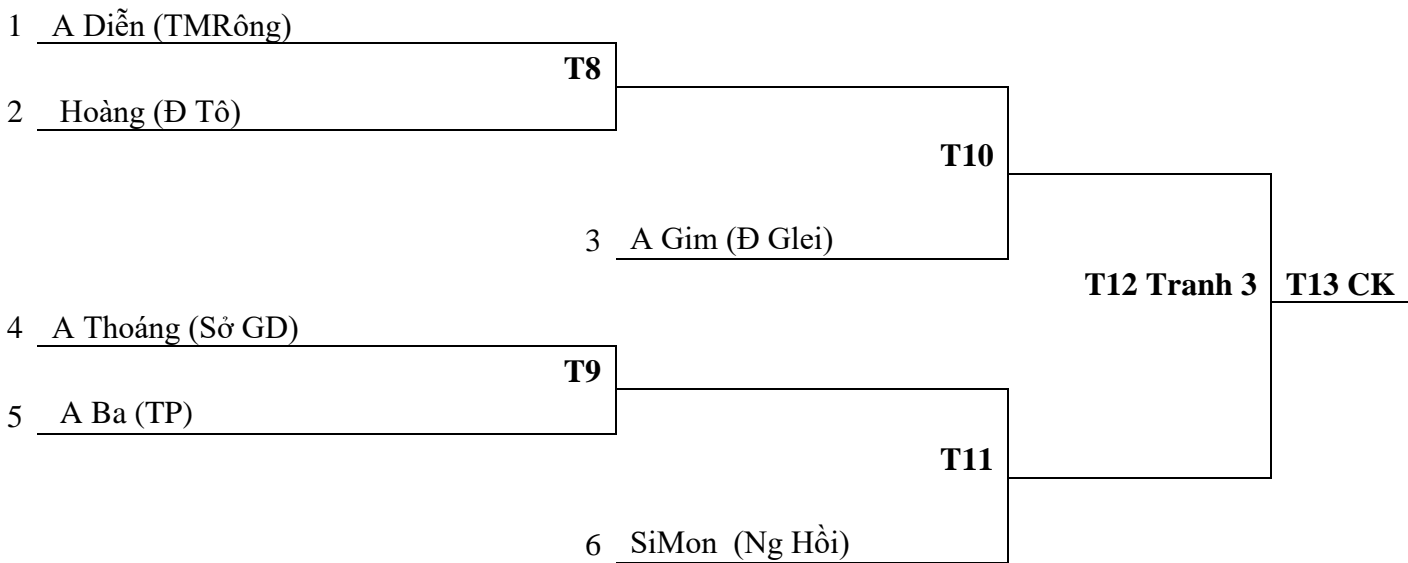 1 A Diễn (TMRông)
T8
2 Hoàng (Đ Tô)
T10
3 A Gim (Đ Glei)
T12 Tranh 3 T13 CK
4 A Thoáng (Sở GD)
T9
5 A Ba (TP)
T11
6 SiMon (Ng Hồi)